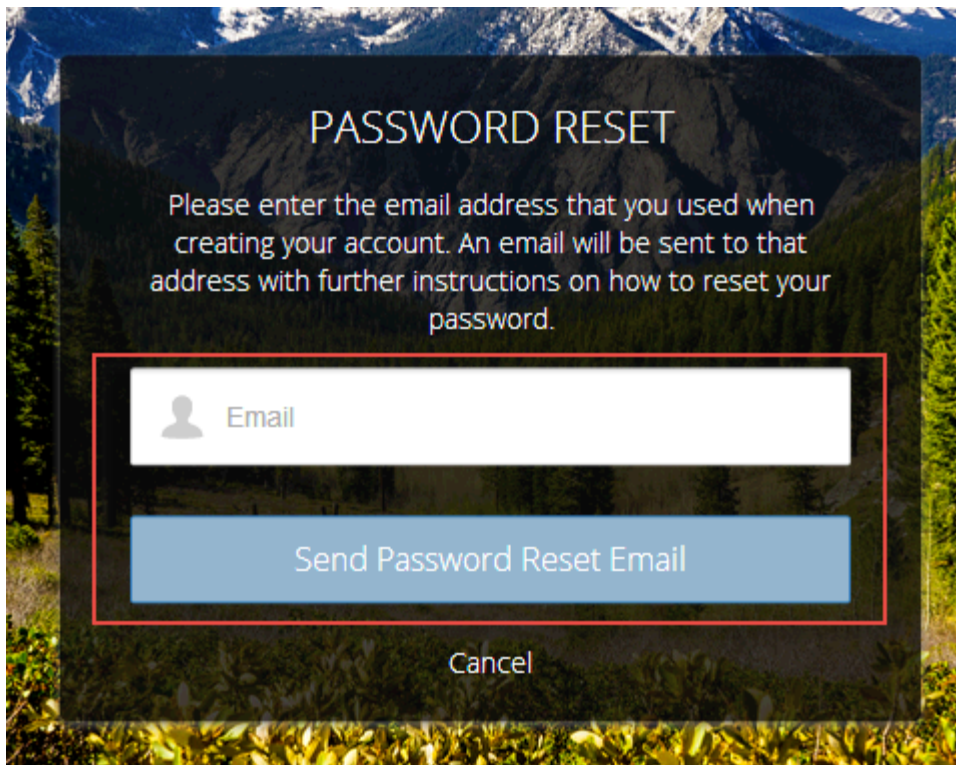 PASSWORD RESET
Please enter the email address that you used when
creating your account. An email will be sent to that
address with further instructions on how to reset your
password.
Email
Send Password Reset Email
Cancel